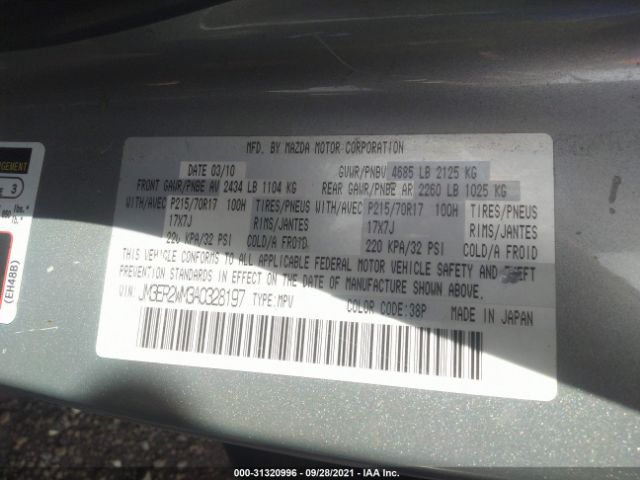 MFD. BY MAZDA MOTOR CORPORATION
DATE 03/10 GVWR/PNBV 4685 LB 2125 KG
FRONT GAWR/PNBE AV 2434 LB 1104 KG REAR GAWR/PNBE AR 2260 LB 1025 KG
WITH/AVEC P215/70R17 100H TIRES/PNEUS WITH/AVEC P215/70R17 100H TIRES/PNEUS
17X7J RIMS/JANTES 17X7J RIMS/JANTES
220 KPA/32 PSI COLD/A FROID 220 KPA/32 PSI COLD/A FROID
THIS VEHICLE CONFORMS TO ALL APPLICABLE FEDERAL MOTOR VEHICLE SAFETY AND THEFT
PREVENTION STANDARDS IN EFFECT ON THE DATE OF MANUFACTURE SHOWN ABOVE.
VIN: JM3ER2WM3A0328197 TYPE:MPV COLOR CODE:38P MADE IN JAPAN
3
lbs.*
(EH48B)
000-31320996 - 09/28/2021 - IAA Inc.